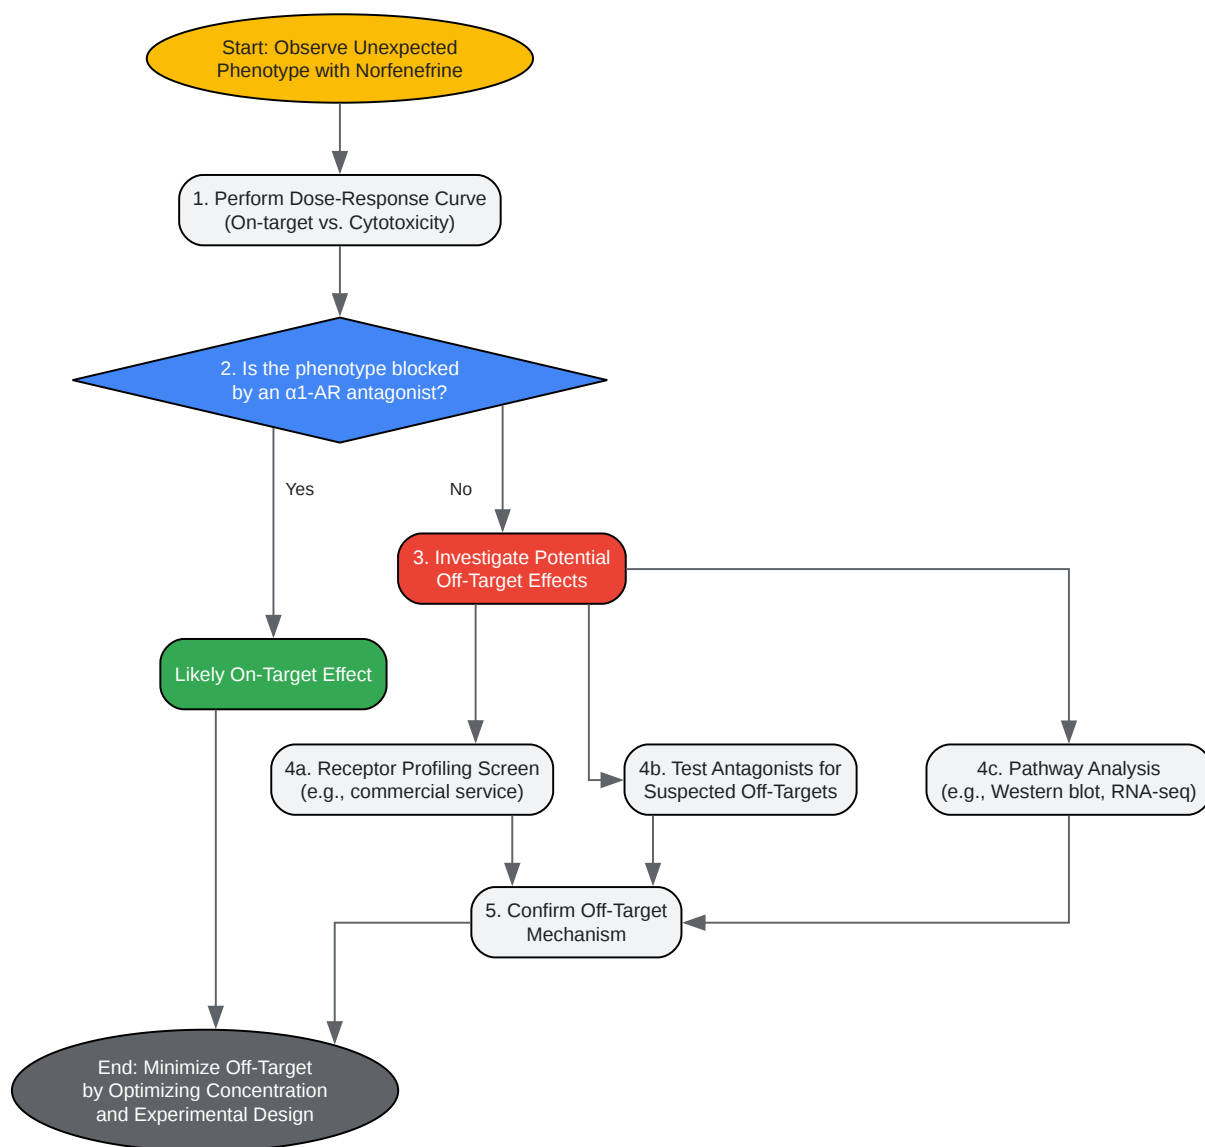 Start: Observe Unexpected
Phenotype with Norfenefrine
1. Perform Dose-Response Curve
(On-target vs. Cytotoxicity)
2. Is the phenotype blocked
by an α1-AR antagonist?
Yes
No
3. Investigate Potential
Off-Target Effects
Likely On-Target Effect
4a. Receptor Profiling Screen
(e.g., commercial service)
4b. Test Antagonists for
Suspected Off-Targets
4c. Pathway Analysis
(e.g., Western blot, RNA-seq)
5. Confirm Off-Target
Mechanism
End: Minimize Off-Target
by Optimizing Concentration
and Experimental Design